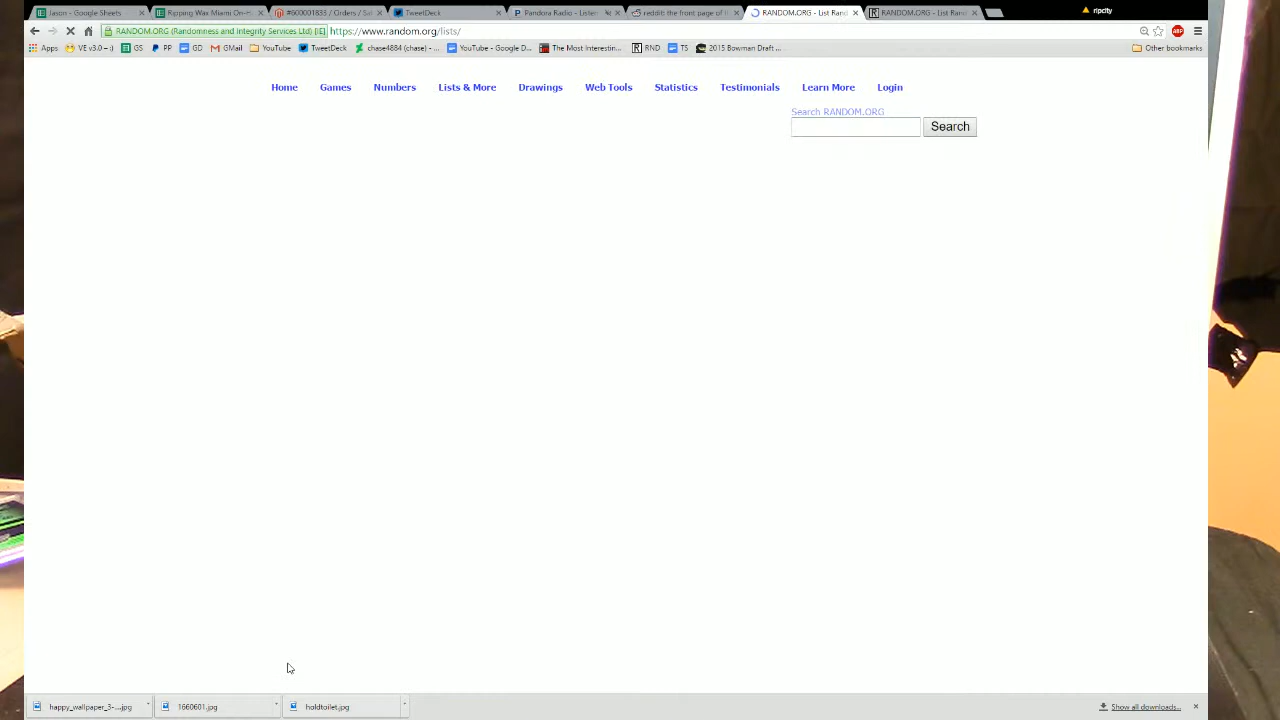 Jason - Google Sheets
Ripping Wax Miami On-m
#600001833 / Orders / Sal
TweetDeck
Pandora Radio - Listen
reddit: the front page of t
RANDOM.ORG - List Rand
RANDOM.ORG - List Rand
ripcity
RANDOM.ORG (Randomness and Integrity Services Ltd) [IE]
https://www.random.org/lists/
Apps
VE v3.0 – :)
GS
PP
GD
GMail
YouTube
TweetDeck
chase4884 (chase) - ...
YouTube - Google D...
The Most Interestin...
RND
TS
2015 Bowman Draft ...
Other bookmarks
Home
Games
Numbers
Lists & More
Drawings
Web Tools
Statistics
Testimonials
Learn More
Login
Search RANDOM.ORG
Search
happy_wallpaper_3-....jpg
1660601.jpg
holdtoilet.jpg
Show all downloads...